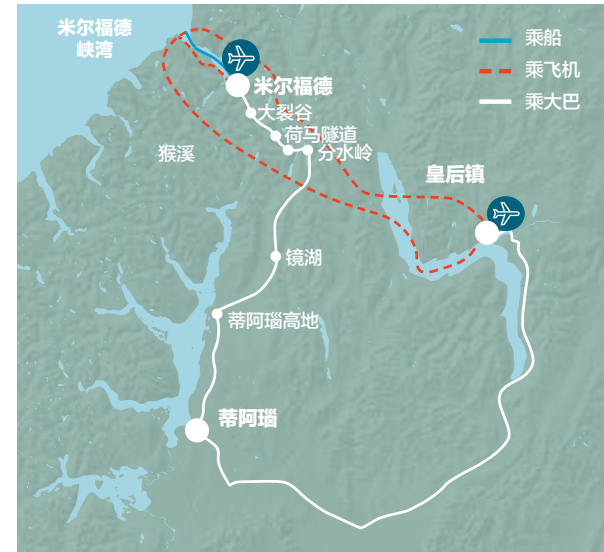 米尔福德
峡湾
乘船
乘飞机
乘大巴
米尔福德
大裂谷
荷马隧道
猴溪
分水岭
皇后镇
镜湖
蒂阿瑙高地
蒂阿瑙